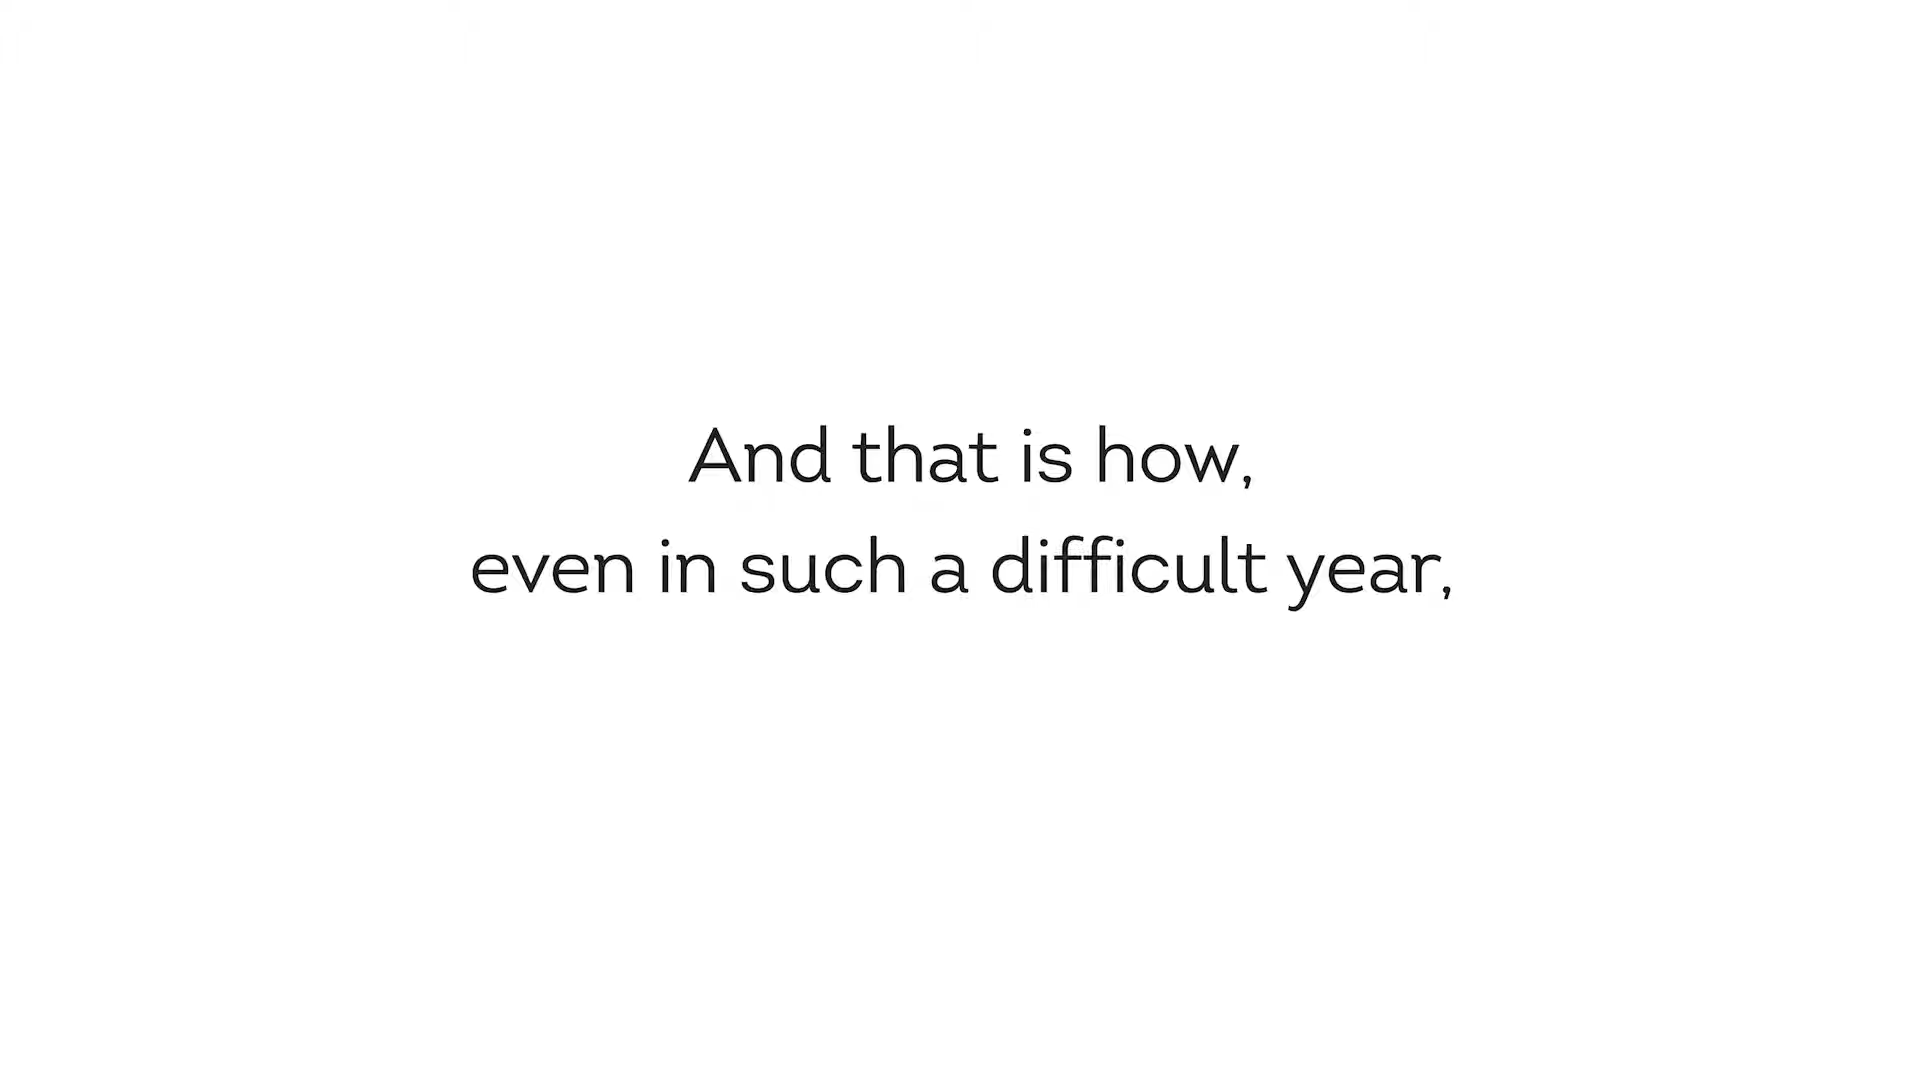 And that is how,
even in such a difficult year,